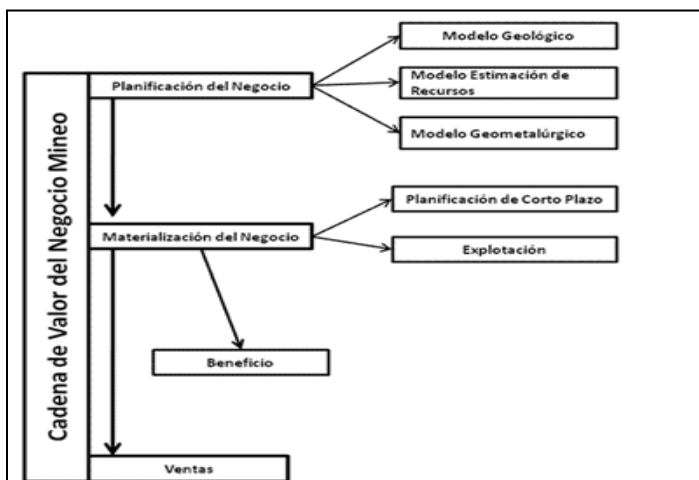 Cadena de Valor del Negocio Mineo
Planificación del Negocio
Modelo Geológico
Modelo Estimación de
Recursos
Modelo Geometalúrgico
Materialización del Negocio
Planificación de Corto Plazo
Explotación
Beneficio
Ventas